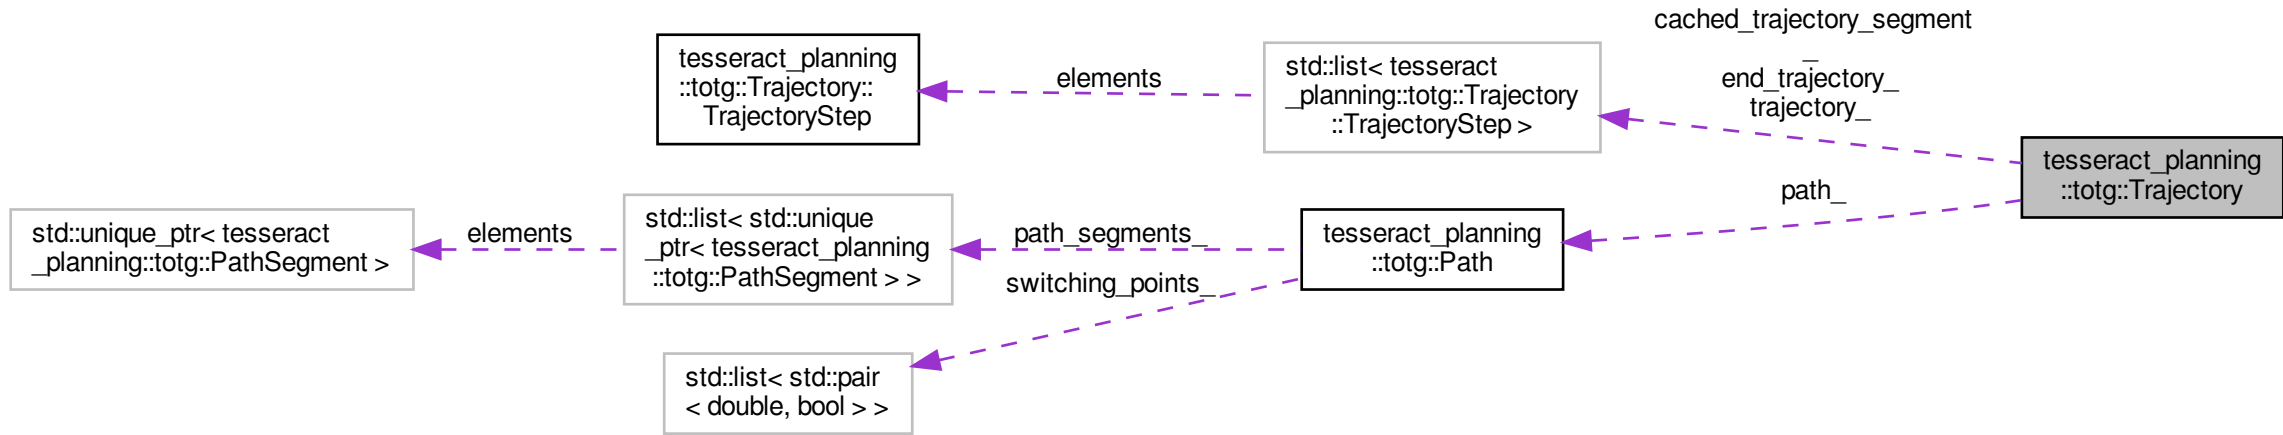 cached_trajectory_segment
_
end_trajectory_
trajectory_
tesseract_planning
::totg::Trajectory::
TrajectoryStep
elements
std::list< tesseract
_planning::totg::Trajectory
::TrajectoryStep >
tesseract_planning
::totg::Trajectory
path_
std::unique_ptr< tesseract
_planning::totg::PathSegment >
elements
std::list< std::unique
_ptr< tesseract_planning
::totg::PathSegment > >
path_segments_
switching_points_
tesseract_planning
::totg::Path
std::list< std::pair
< double, bool > >